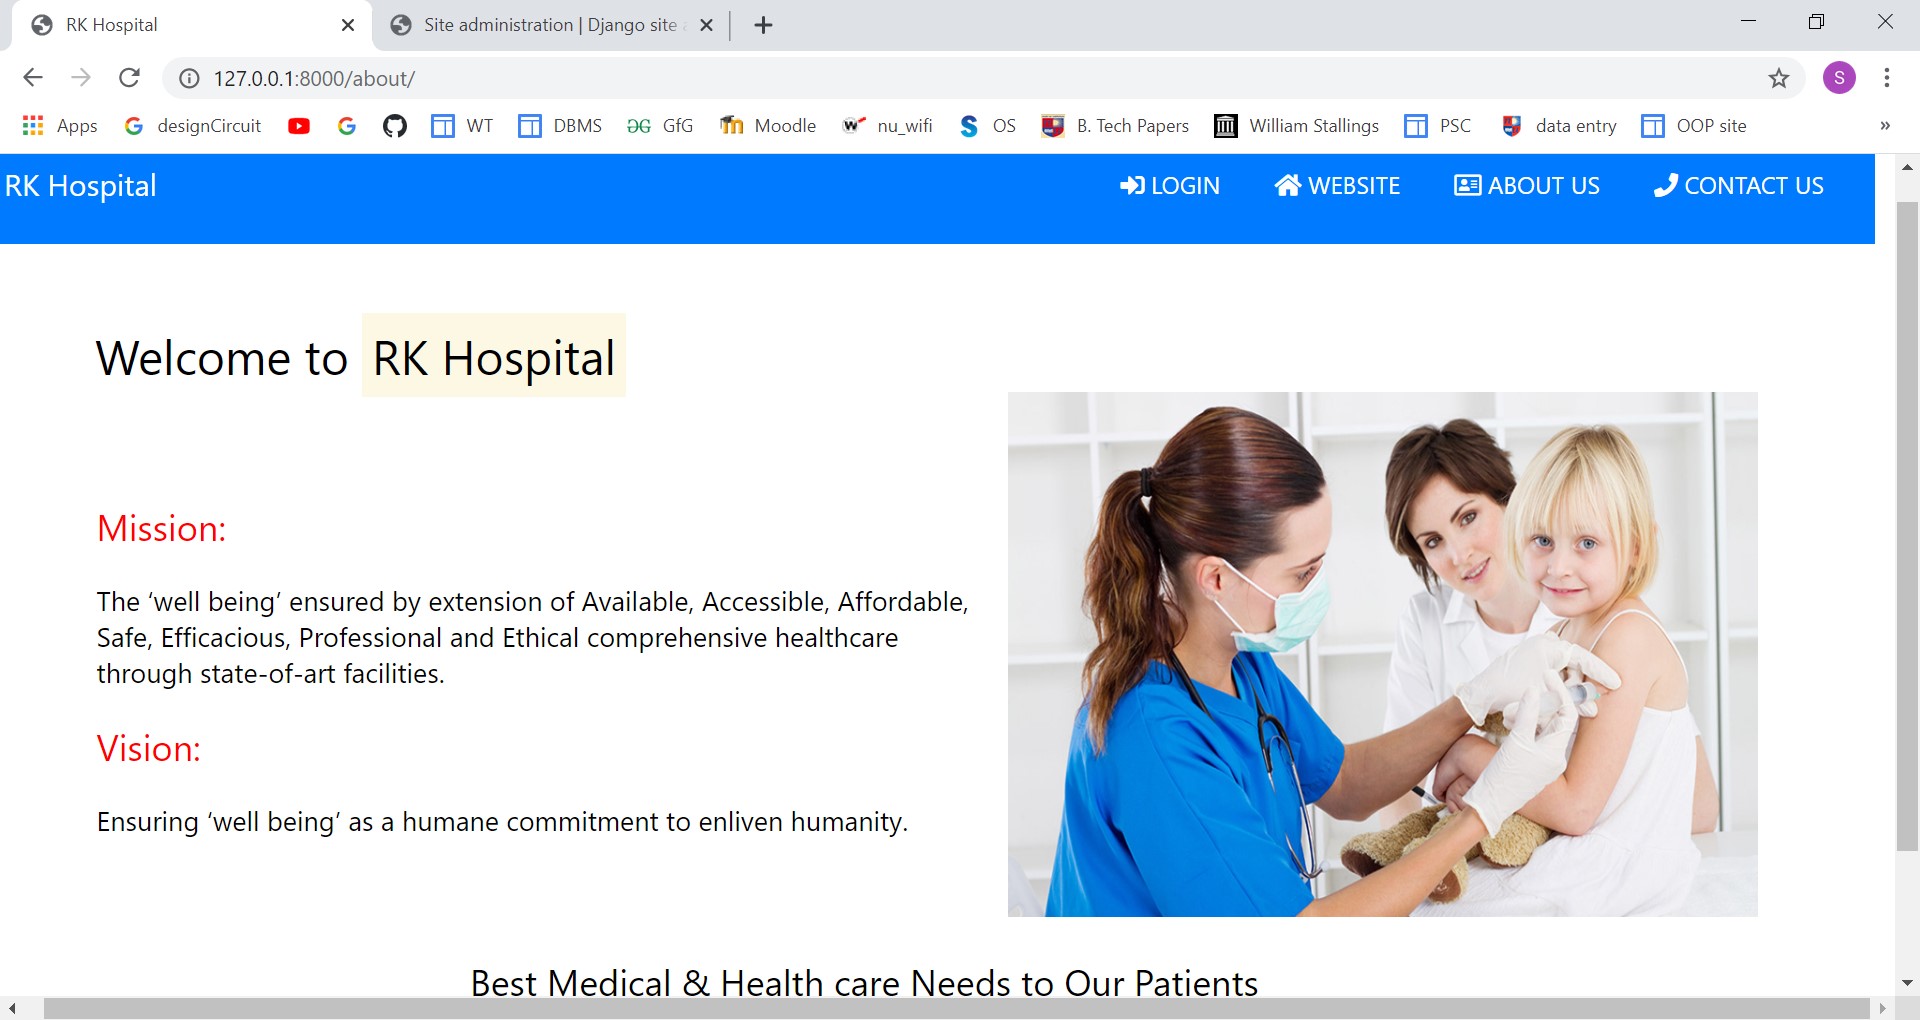 RK Hospital
Site administration | Django site
127.0.0.1:8000/about/
Apps designCircuit WT DBMS GfG Moodle nu_wifi OS B. Tech Papers William Stallings PSC data entry OOP site »
RK Hospital LOGIN WEBSITE ABOUT US CONTACT US
Welcome to RK Hospital
Mission:
The ‘well being’ ensured by extension of Available, Accessible, Affordable,
Safe, Efficacious, Professional and Ethical comprehensive healthcare
through state-of-art facilities.
Vision:
Ensuring ‘well being’ as a humane commitment to enliven humanity.
Best Medical & Health care Needs to Our Patients
S